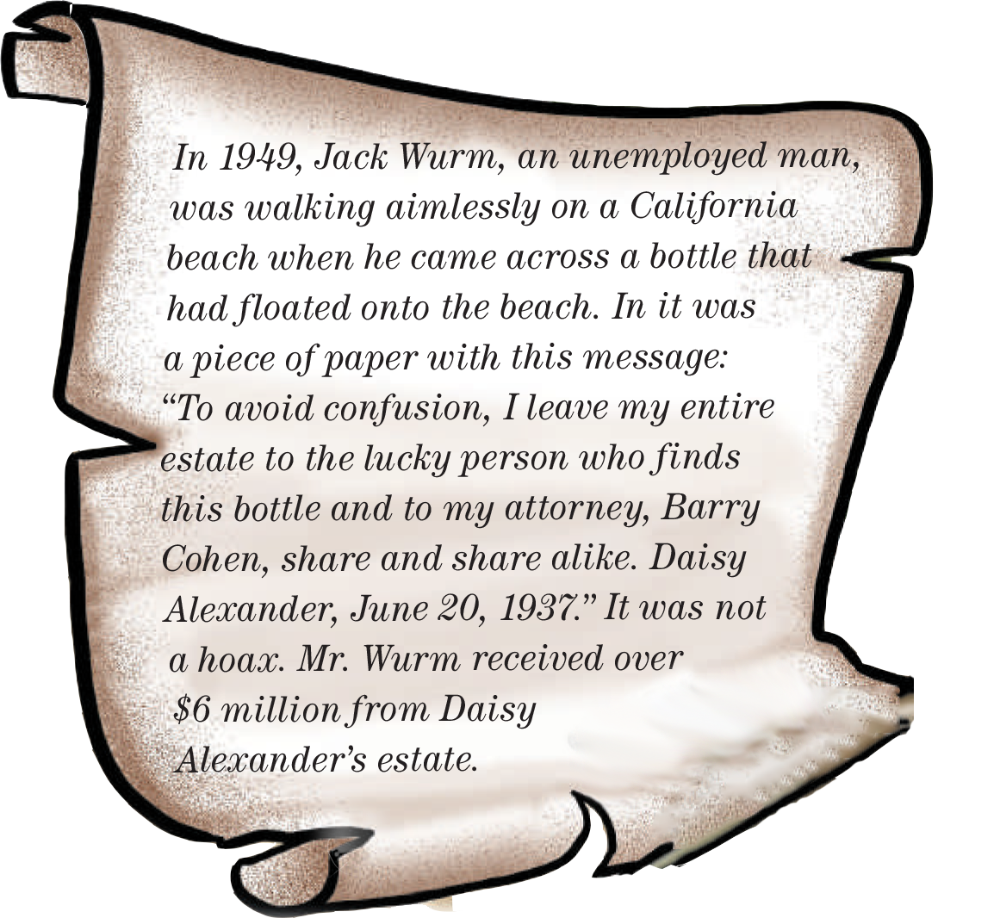 In 1949, Jack Wurm, an unemployed man,
was walking aimlessly on a California
beach when he came across a bottle that
had floated onto the beach. In it was
a piece of paper with this message:
“To avoid confusion, I leave my entire
estate to the lucky person who finds
this bottle and to my attorney, Barry
Cohen, share and share alike. Daisy
Alexander, June 20, 1937.” It was not
a hoax. Mr. Wurm received over
$6 million from Daisy
Alexander’s estate.